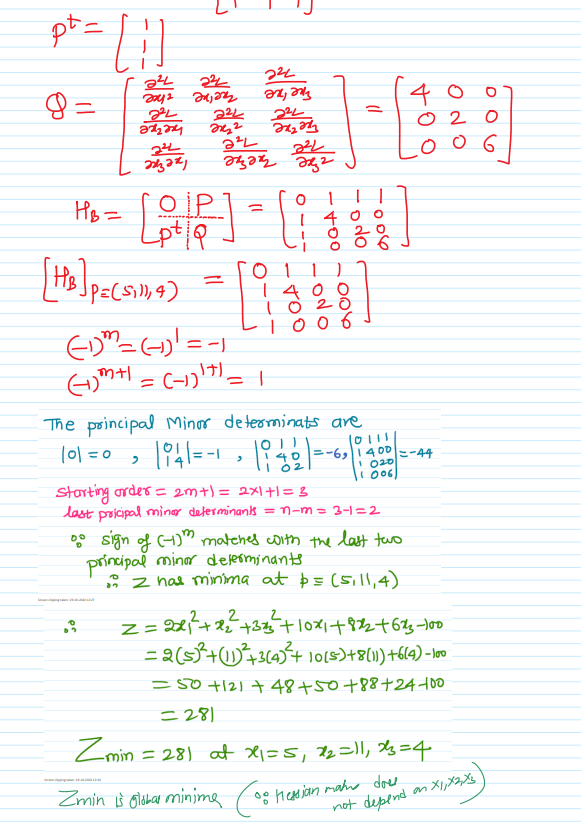 [1 1 1]
P^t = [1 1 1]
Q = [∂²L/∂x₁² ∂²L/∂x₁∂x₂ ∂²L/∂x₁∂x₃
∂²L/∂x₂∂x₁ ∂²L/∂x₂² ∂²L/∂x₂∂x₃
∂²L/∂x₃∂x₁ ∂²L/∂x₃∂x₂ ∂²L/∂x₃²] = [4 0 0
0 2 0
0 0 6]
H_B = [O | P
P^t | Q] = [0 1 1 1
1 4 0 0
1 0 2 0
1 0 0 6]
[H_B]_P≡(5,11,4) = [0 1 1 1
1 4 0 0
1 0 2 0
1 0 0 6]
(-1)^m = (-1)^1 = -1
(-1)^m+1 = (-1)^1+1 = 1
The principal Minor determinats are
|0| = 0 , |0 1
1 4| = -1 , |0 1 1
1 4 0
1 0 2| = -6, |0 1 1 1
1 4 0 0
1 0 2 0
1 0 0 6| = -44
starting order = 2m+1 = 2×1+1 = 3
last pricipal minor determinants = n-m = 3-1 = 2
∵ sign of (-1)^m matches with the last two
principal minor determinants
∴ Z has minima at P ≡ (5,11,4)
∵ Z = 2x₁² + x₂² + 3x₃² + 10x₁ + 8x₂ + 6x₃ - 100
= 2(5)² + (11)² + 3(4)² + 10(5) + 8(11) + 6(4) - 100
= 50 + 121 + 48 + 50 + 88 + 24 - 100
= 281
Z_min = 281 at x₁ = 5, x₂ = 11, x₃ = 4
Zmin is Global minima (∵ Hessian matrix does
not depend on x₁, x₂, x₃)